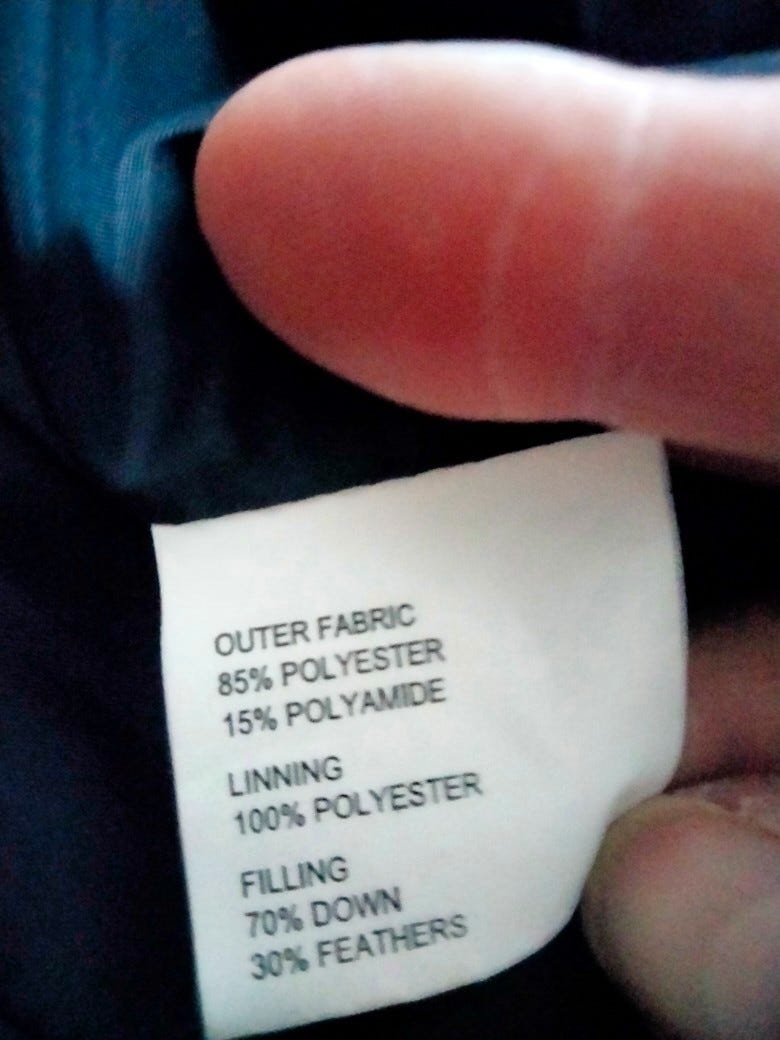 OUTER FABRIC
85% POLYESTER
15% POLYAMIDE
LINNING
100% POLYESTER
FILLING
70% DOWN
30% FEATHERS